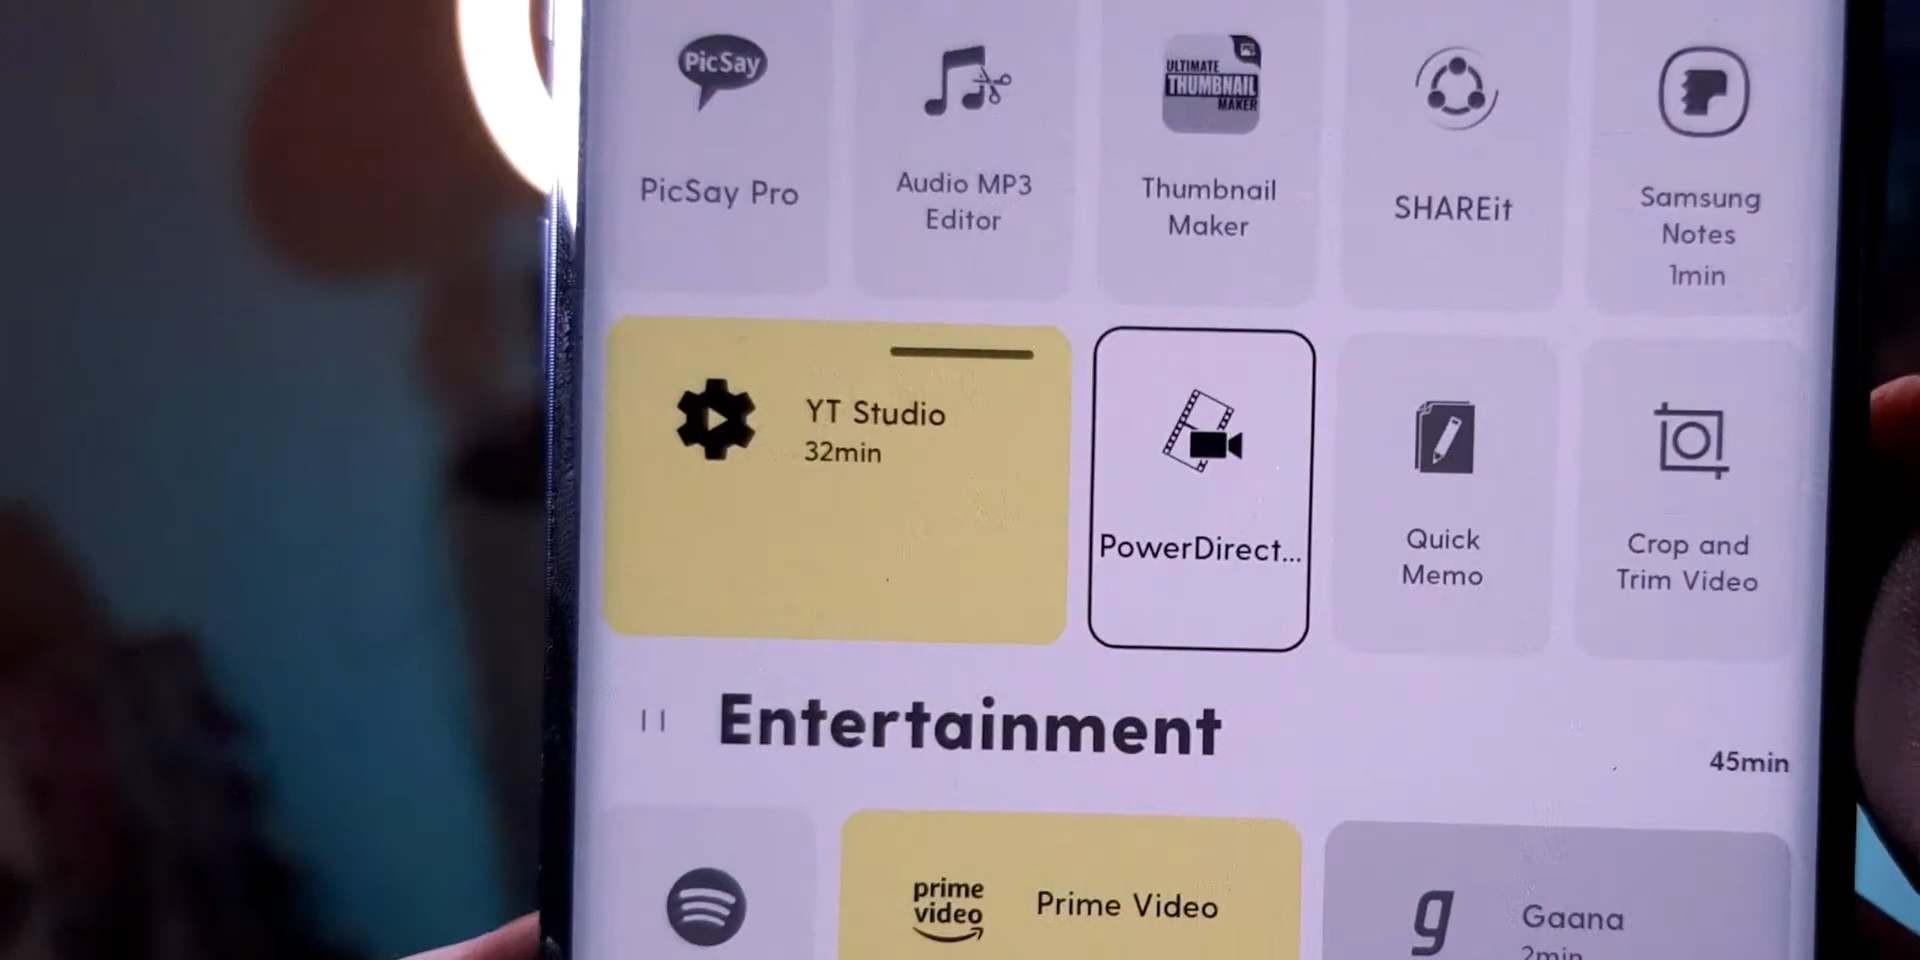 PicSay
PicSay Pro
Audio MP3
Editor
ULTIMATE
THUMBNAIL
MAKER
Thumbnail
Maker
SHAREit
Samsung
Notes
1min
YT Studio
32min
PowerDirect...
Quick
Memo
Crop and
Trim Video
Entertainment
45min
prime
video
Prime Video
g
Gaana
2min